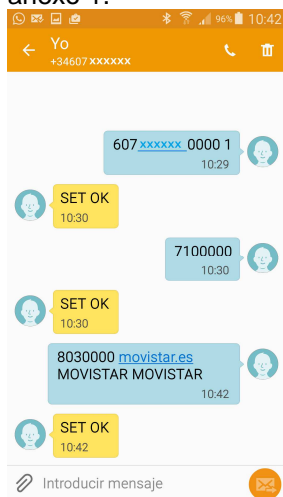 anexo 1:
96% 10:42
Yo
+34607 xxxxxx
607 xxxxxx 0000 1
10:29
SET OK
10:30
7100000
10:30
SET OK
10:30
8030000 movistar.es
MOVISTAR MOVISTAR
10:42
SET OK
10:42
Introducir mensaje